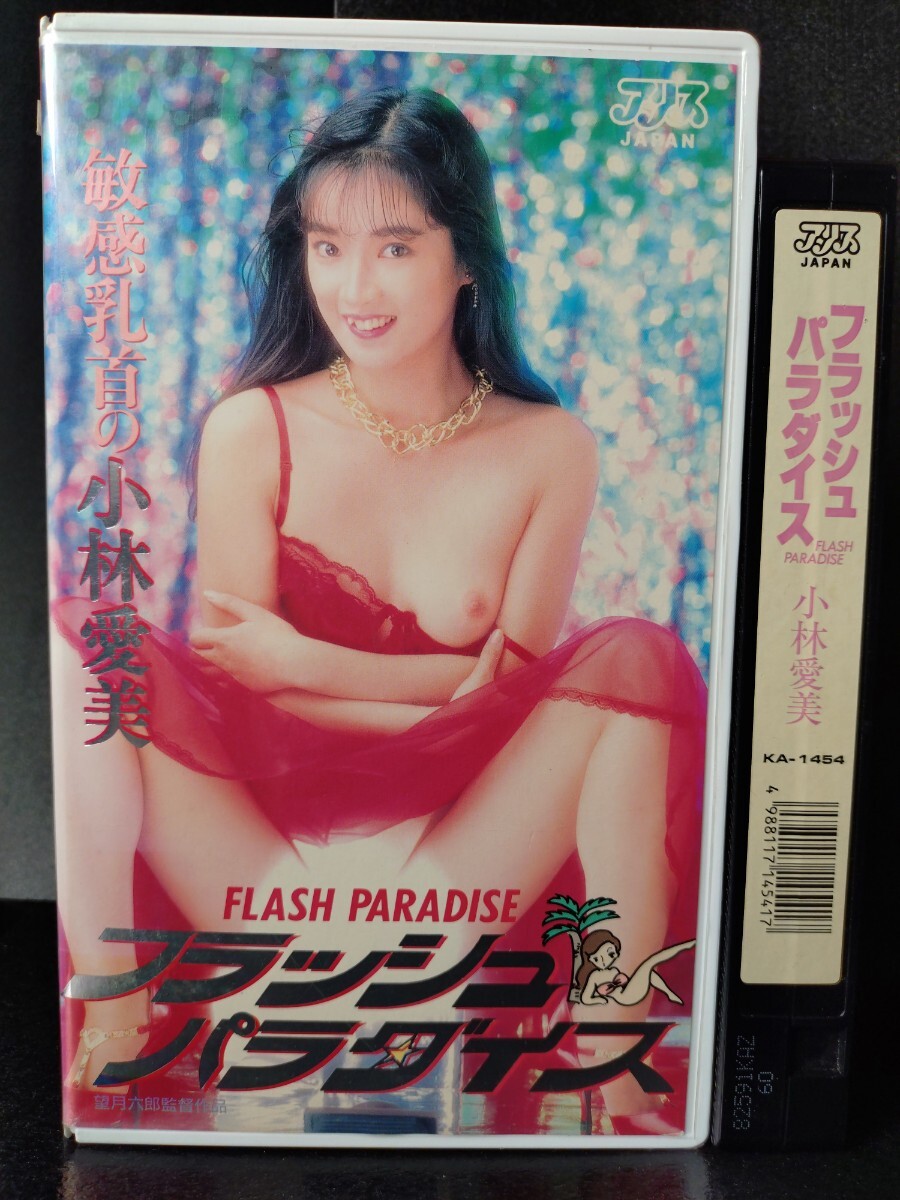 アリス
JAPAN
敏感乳首の小林愛美
FLASH PARADISE
フラッシュ
パラダイス
望月六郎監督作品
アリス
JAPAN
フラッシュ
パラダイス
FLASH
PARADISE
小林愛美
KA-1454
4 988117 145417
82591KAZ
60